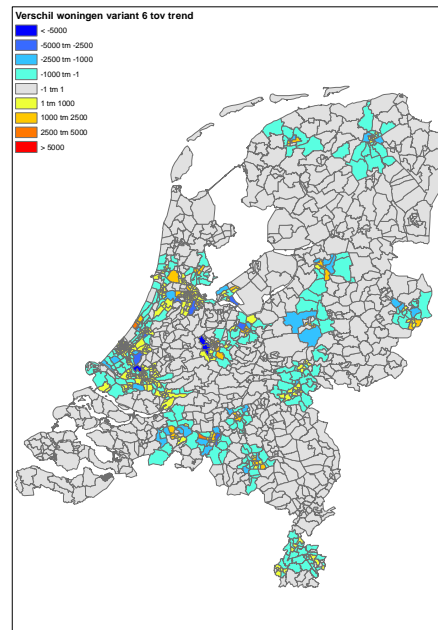 Verschil woningen variant 6 tov trend
< -5000
-5000 tm -2500
-2500 tm -1000
-1000 tm -1
-1 tm 1
1 tm 1000
1000 tm 2500
2500 tm 5000
> 5000